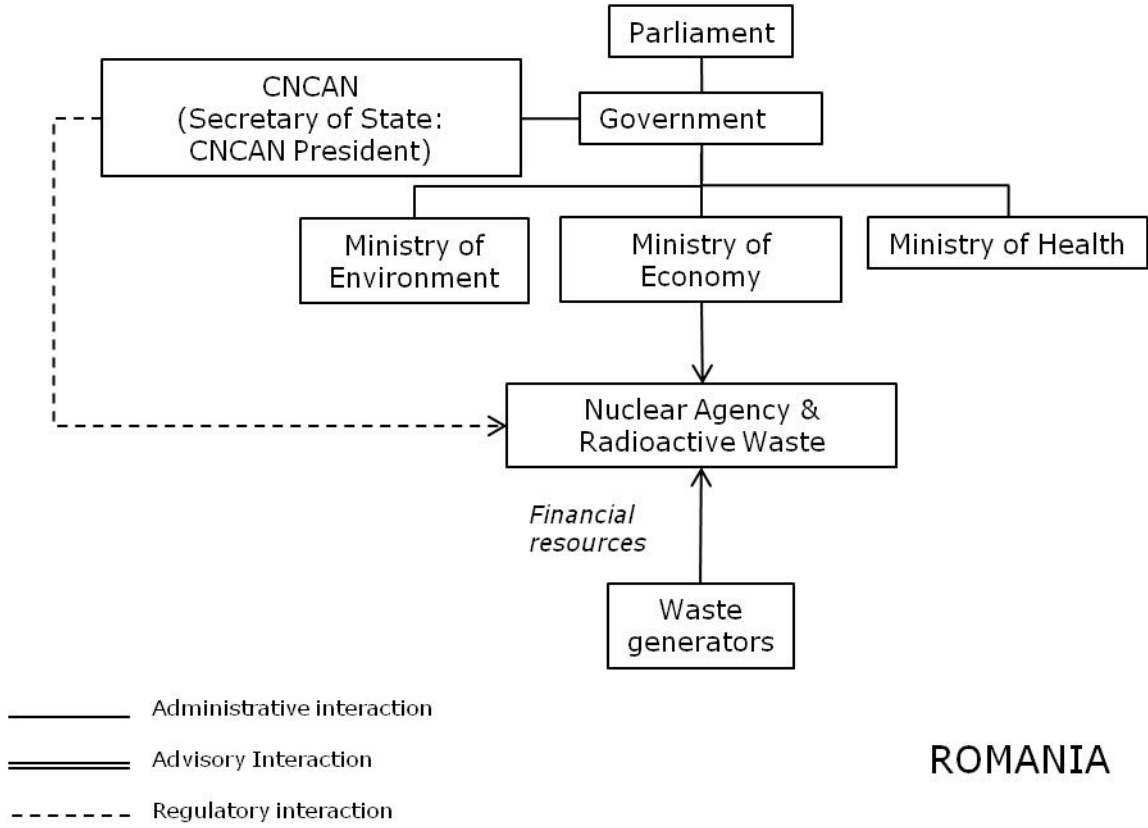 Parliament
CNCAN
(Secretary of State:
CNCAN President)
Government
Ministry of
Environment
Ministry of
Economy
Ministry of Health
Nuclear Agency &
Radioactive Waste
Financial
resources
Waste
generators
Administrative interaction
Advisory Interaction
Regulatory interaction
ROMANIA